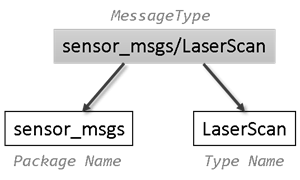 MessageType
sensor_msgs/LaserScan
sensor_msgs
LaserScan
Package Name
Type Name